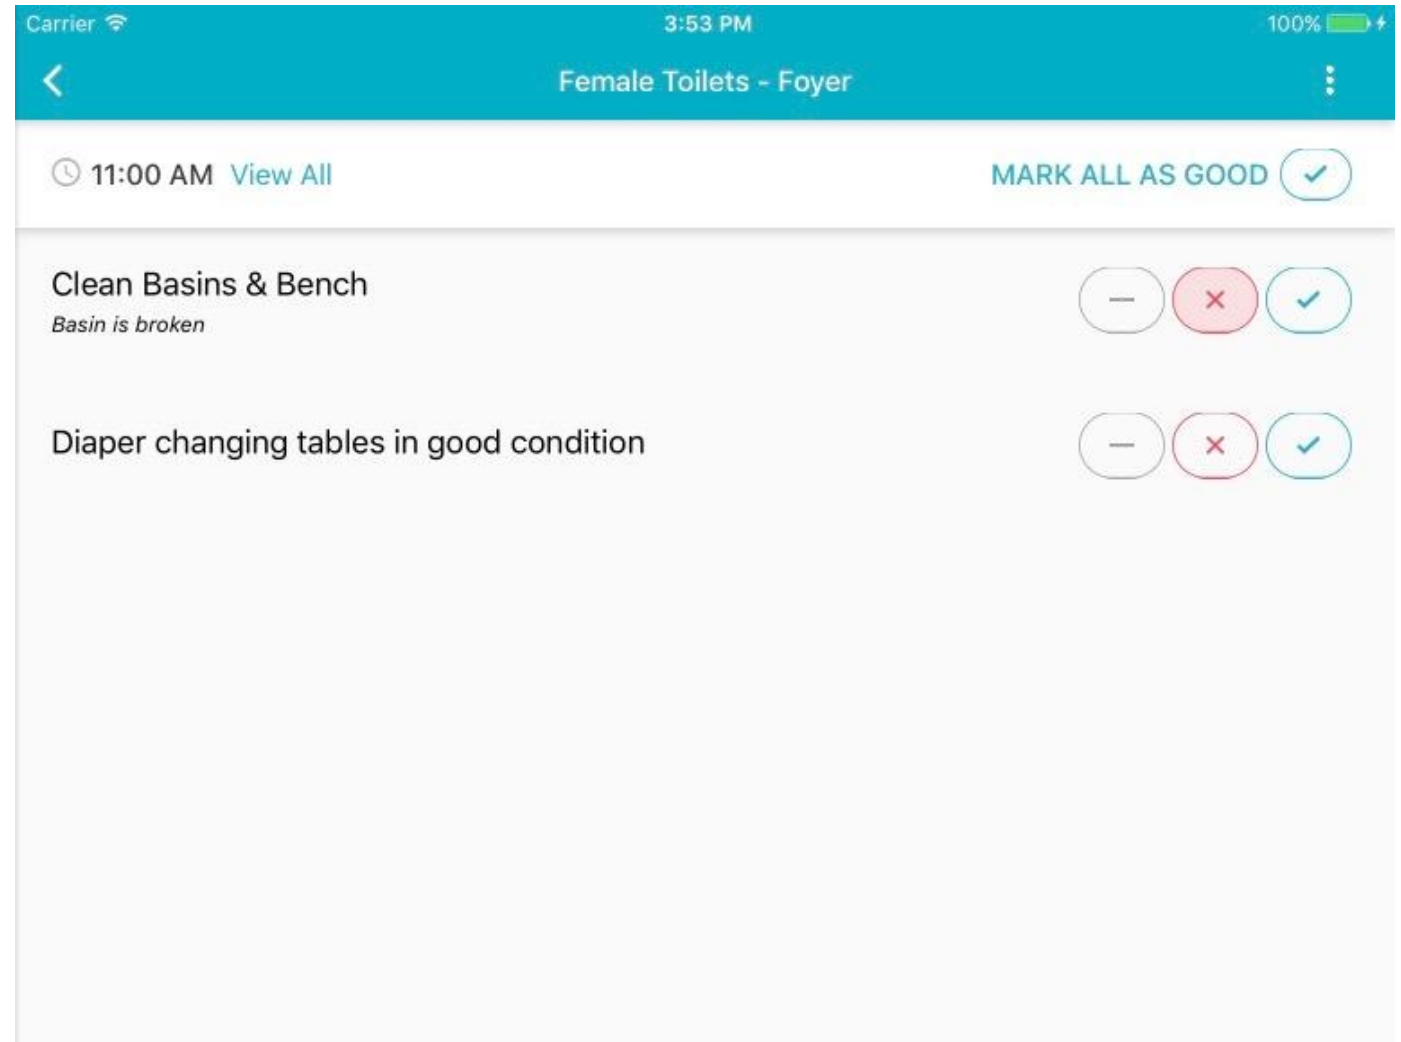 Carrier
3:53 PM
100%
Female Toilets - Foyer
11:00 AM View All
MARK ALL AS GOOD
Clean Basins & Bench
Basin is broken
Diaper changing tables in good condition